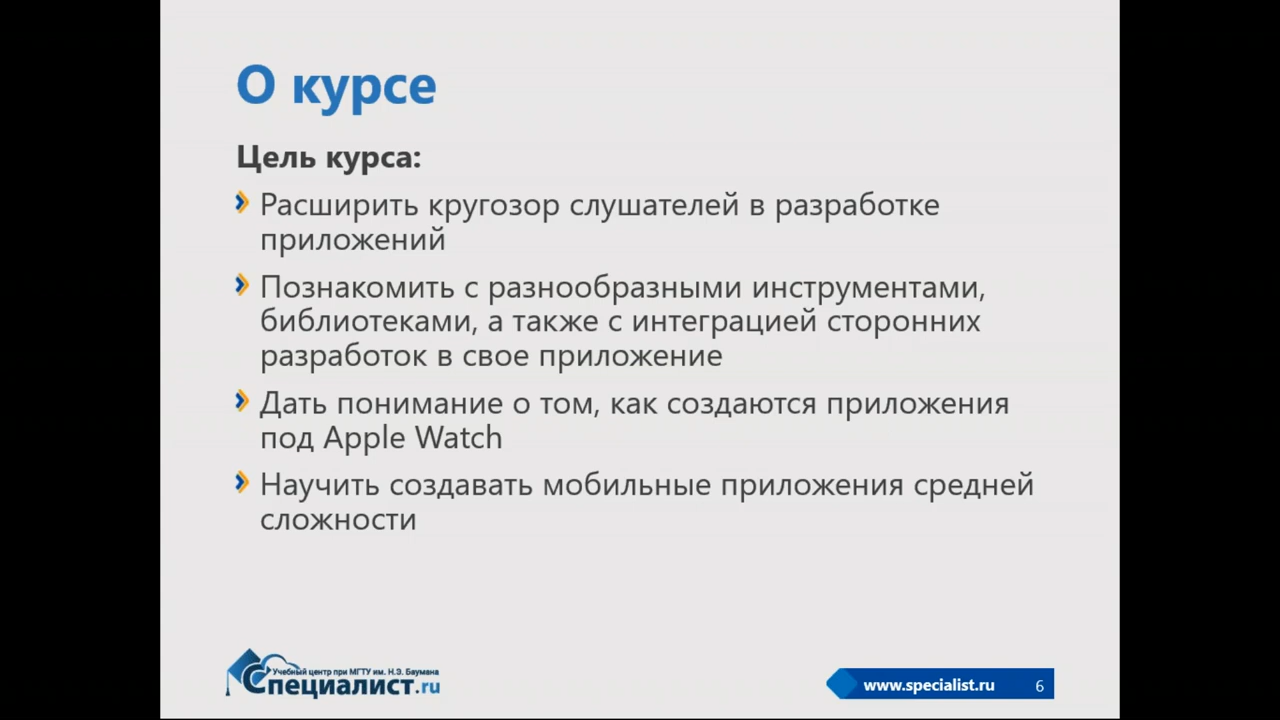 О курсе
Цель курса:
Расширить кругозор слушателей в разработке
приложений
Познакомить с разнообразными инструментами,
библиотеками, а также с интеграцией сторонних
разработок в свое приложение
Дать понимание о том, как создаются приложения
под Apple Watch
Научить создавать мобильные приложения средней
сложности
Учебный центр при МГТУ им. Н.Э. Баумана
Специалист.ru
www.specialist.ru 6